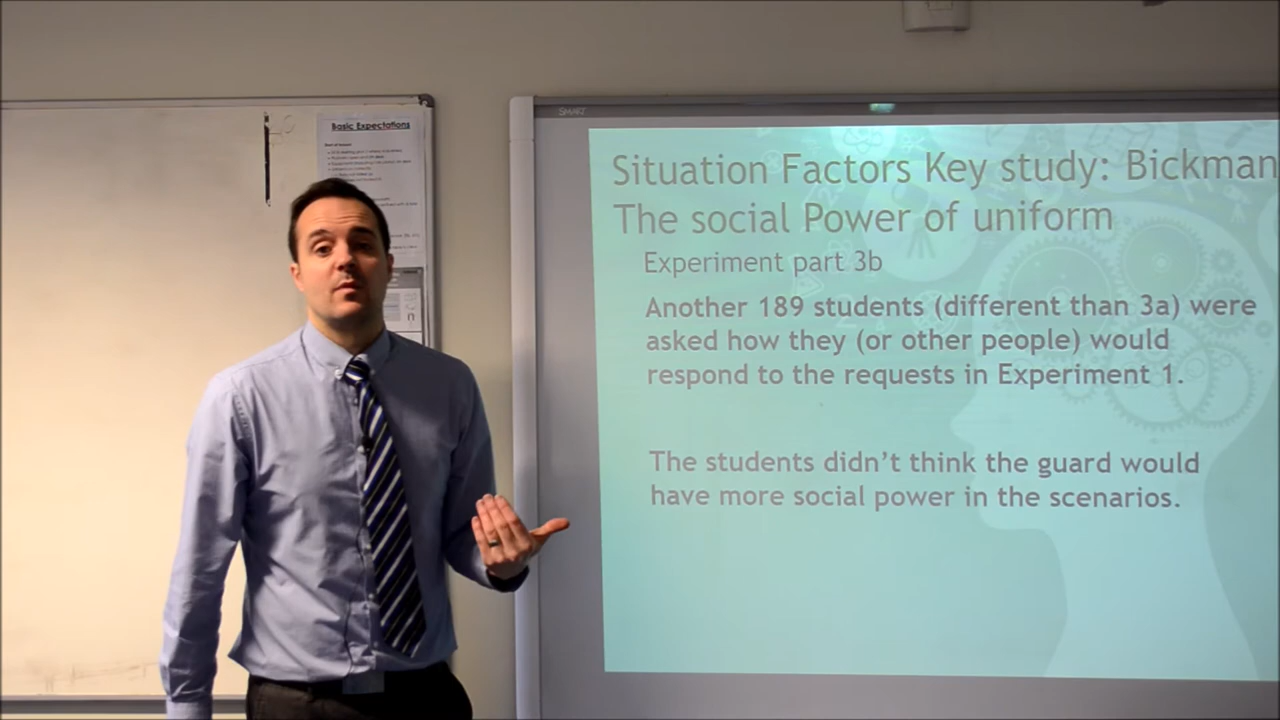 Basic Expectations
SMART
Situation Factors Key study: Bickman
The social Power of uniform
Experiment part 3b
Another 189 students (different than 3a) were
asked how they (or other people) would
respond to the requests in Experiment 1.
The students didn't think the guard would
have more social power in the scenarios.
n